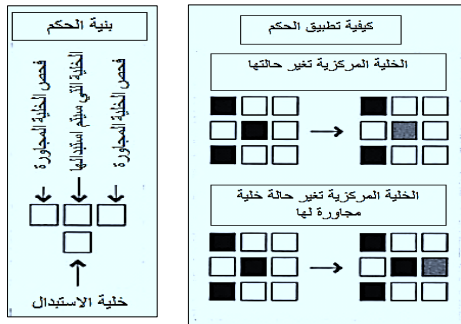 بنية الحكم
فحص الخلية المجاورة
الخلية التي سيتم استبدالها
فحص الخلية المجاورة
خلية الاستبدال
كيفية تطبيق الحكم
الخلية المركزية تغير حالتها
الخلية المركزية تغير حالة خلية
مجاورة لها